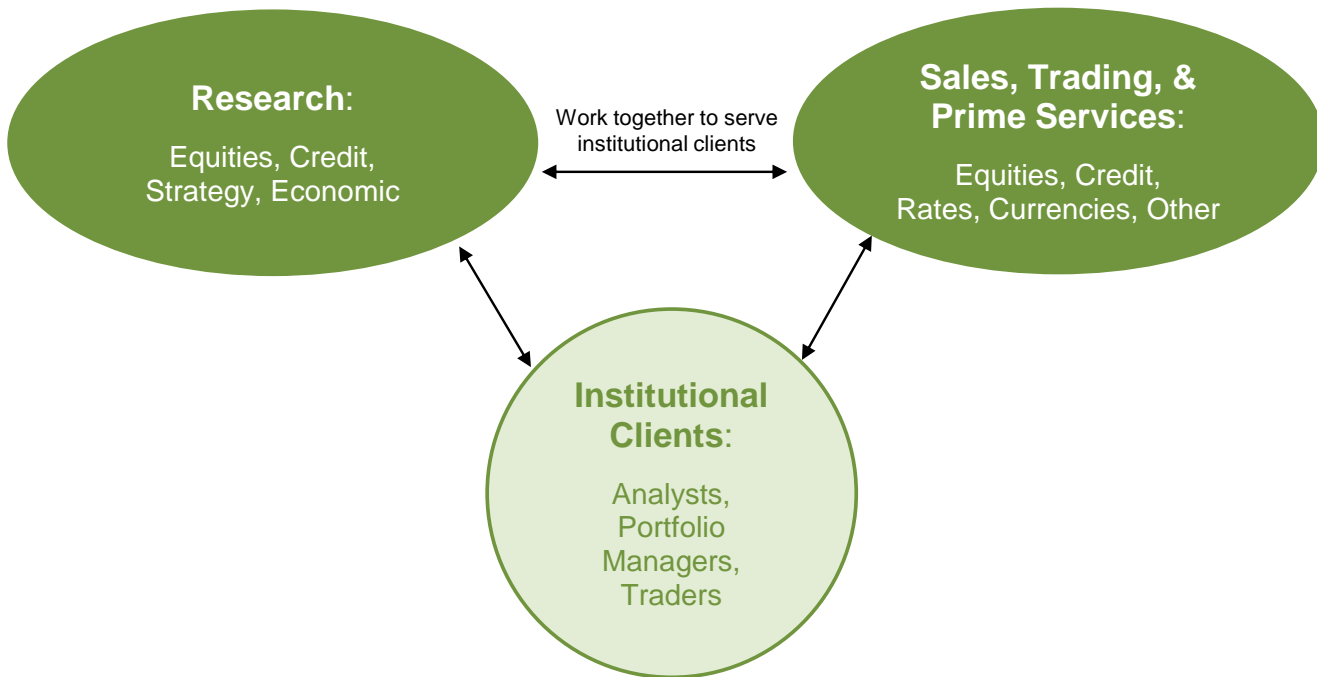 Research:
Equities, Credit,
Strategy, Economic
Work together to serve
institutional clients
Sales, Trading, &
Prime Services:
Equities, Credit,
Rates, Currencies, Other
Institutional
Clients:
Analysts,
Portfolio
Managers,
Traders